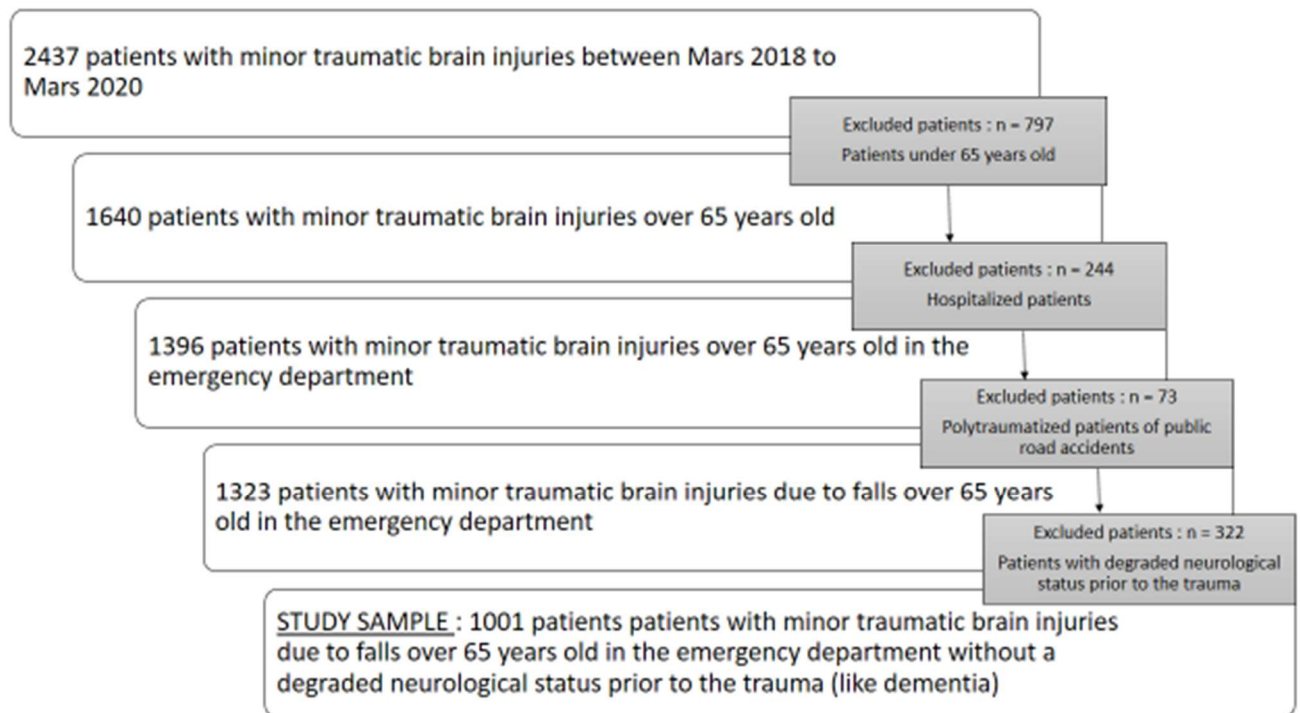 2437 patients with minor traumatic brain injuries between Mars 2018 to
Mars 2020
Excluded patients : n = 797
Patients under 65 years old
1640 patients with minor traumatic brain injuries over 65 years old
Excluded patients : n = 244
Hospitalized patients
1396 patients with minor traumatic brain injuries over 65 years old in the
emergency department
Excluded patients : n = 73
Polytraumatized patients of public
road accidents
1323 patients with minor traumatic brain injuries due to falls over 65 years
old in the emergency department
Excluded patients : n = 322
Patients with degraded neurological
status prior to the trauma
STUDY SAMPLE : 1001 patients patients with minor traumatic brain injuries
due to falls over 65 years old in the emergency department without a
degraded neurological status prior to the trauma (like dementia)